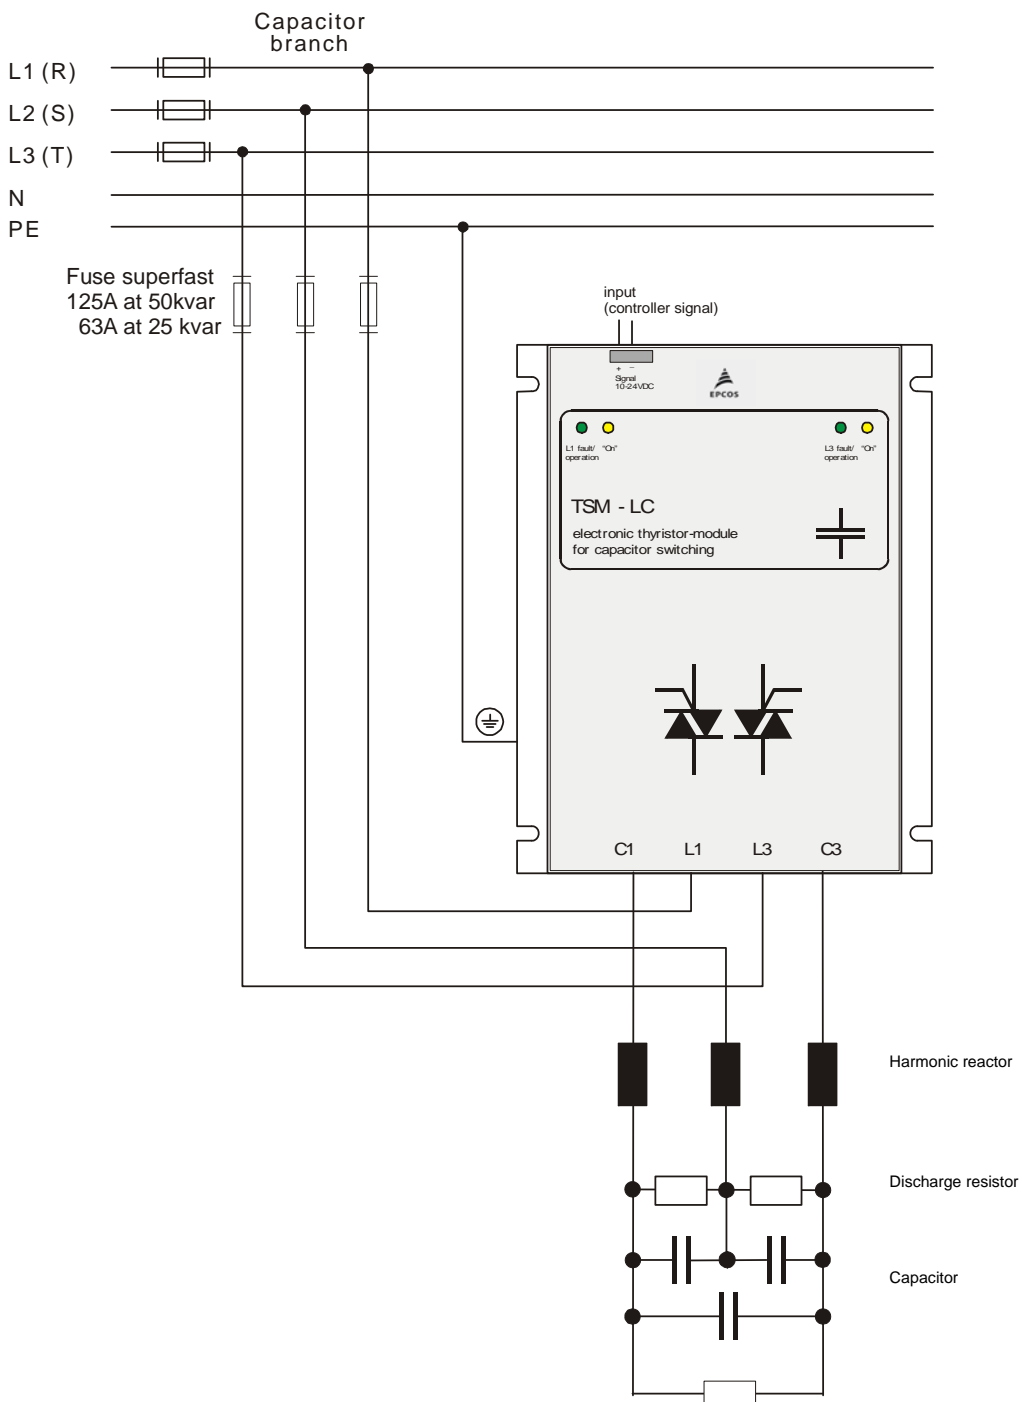 Capacitor
branch
L1 (R)
L2 (S)
L3 (T)
N
PE
Fuse superfast
125A at 50kvar
63A at 25 kvar
input
(controller signal)
+ −
Signal
10-24VDC
EPCOS
L1 fault/ "On"
operation
L3 fault/ "On"
operation
TSM - LC
electronic thyristor-module
for capacitor switching
C1 L1 L3 C3
Harmonic reactor
Discharge resistor
Capacitor